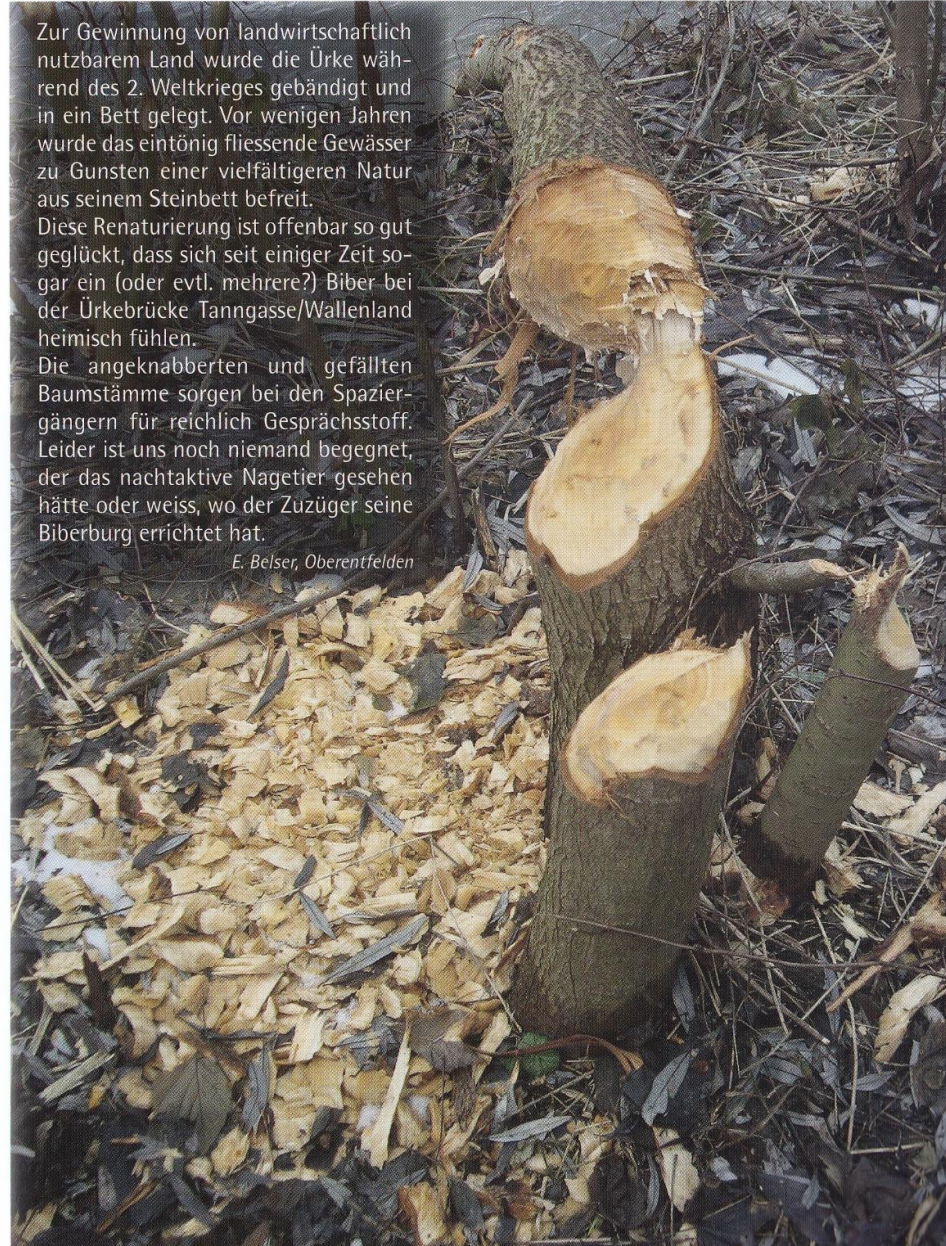 Zur Gewinnung von landwirtschaftlich
nutzbarem Land wurde die Ürke wäh-
rend des 2. Weltkrieges gebändigt und
in ein Bett gelegt. Vor wenigen Jahren
wurde das eintönig fliessende Gewässer
zu Gunsten einer vielfältigeren Natur
aus seinem Steinbett befreit.
Diese Renaturierung ist offenbar so gut
geglückt, dass sich seit einiger Zeit so-
gar ein (oder evtl. mehrere?) Biber bei
der Ürkebrücke Tanngasse/Wallenland
heimisch fühlen.
Die angeknabberten und gefällten
Baumstämme sorgen bei den Spazier-
gängern für reichlich Gesprächsstoff.
Leider ist uns noch niemand begegnet,
der das nachtaktive Nagetier gesehen
hätte oder weiss, wo der Zuzüger seine
Biberburg errichtet hat.
E. Belser, Oberentfelden